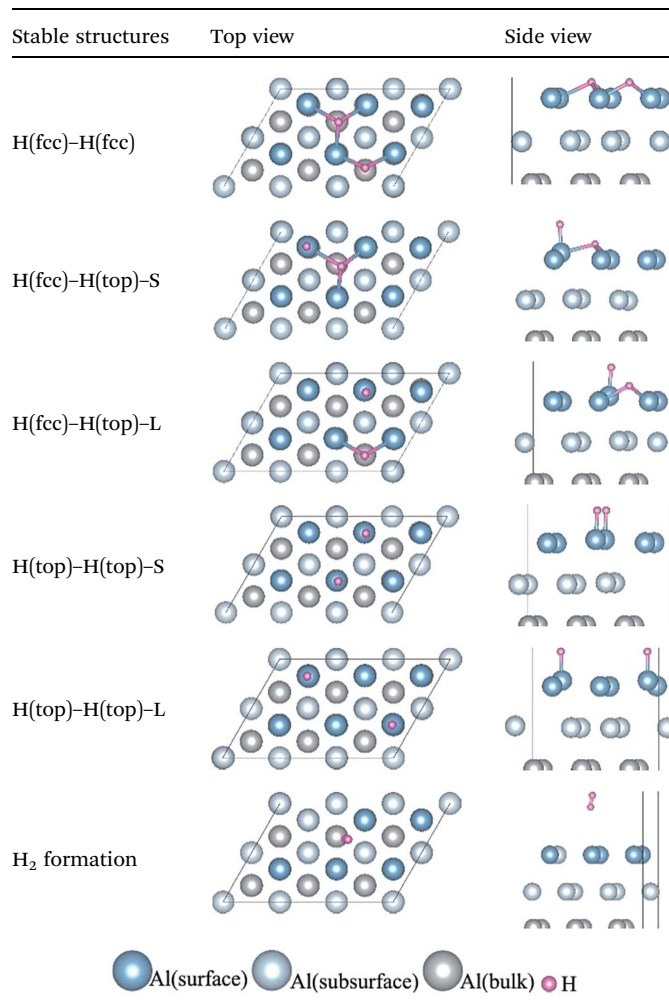 Stable structures Top view Side view
H(fcc)–H(fcc)
H(fcc)–H(top)–S
H(fcc)–H(top)–L
H(top)–H(top)–S
H(top)–H(top)–L
H₂ formation
Al(surface) Al(subsurface) Al(bulk) H